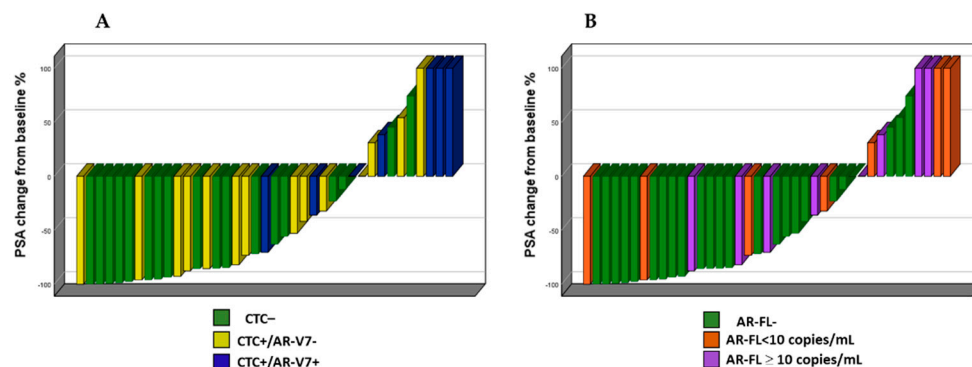 A
B
PSA change from baseline %
100
50
0
-50
-100
PSA change from baseline %
100
50
0
-50
-100
CTC–
CTC+/AR-V7-
CTC+/AR-V7+
AR-FL-
AR-FL<10 copies/mL
AR-FL ≥ 10 copies/mL